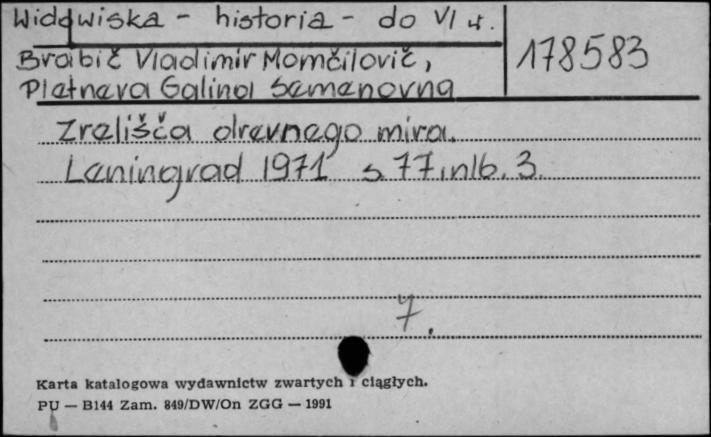 Widowiska - historia - do VI w.
178583
Brabič Vladimir Momčilovič,
Pletneva Galina Semenovna
Zrelišča drevnego mira.
Leningrad 1971 s. 77, nlb. 3.
7.
Karta katalogowa wydawnictw zwartych i ciągłych.
PU — B144 Zam. 849/DW/On ZGG — 1991